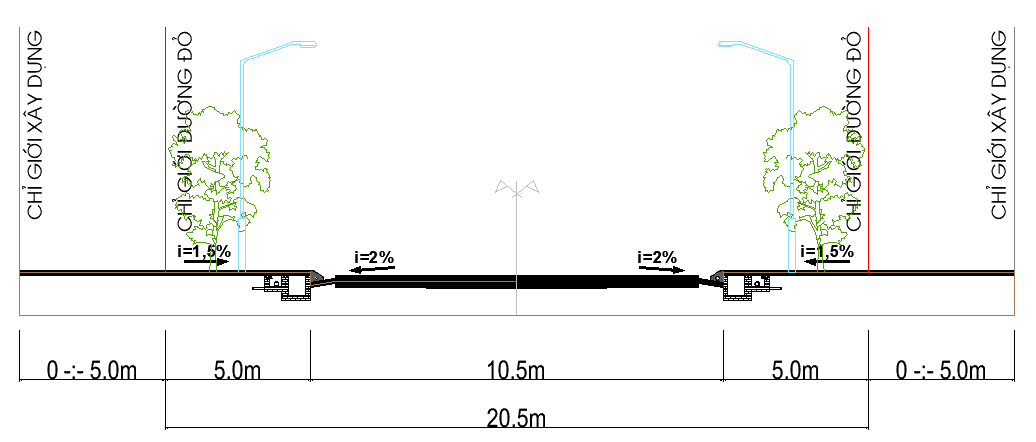 CHỈ GIỚI XÂY DỰNG
CHỈ GIỚI ĐƯỜNG ĐỎ
CHỈ GIỚI ĐƯỜNG ĐỎ
CHỈ GIỚI XÂY DỰNG
i=1,5%
i=2%
i=2%
i=1,5%
0 -:- 5.0m
5.0m
10.5m
5.0m
0 -:- 5.0m
20.5m